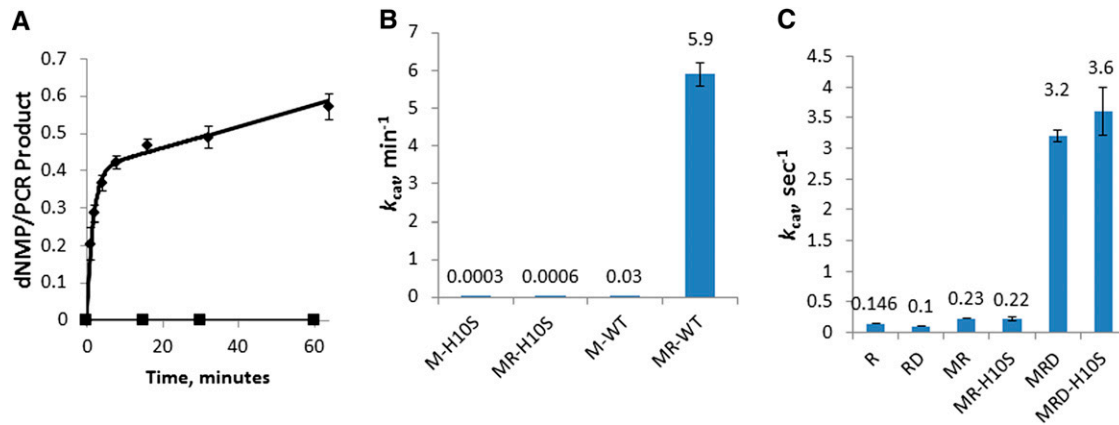 A
dNMP/PCR Product
0.7
0.6
0.5
0.4
0.3
0.2
0.1
0
0 20 40 60
Time, minutes
B
k_cat, min⁻¹
7
6
5
4
3
2
1
0
0.0003
0.0006
0.03
5.9
M-H10S
MR-H10S
M-WT
MR-WT
C
k_cat, sec⁻¹
4.5
4
3.5
3
2.5
2
1.5
1
0.5
0
0.146
0.1
0.23
0.22
3.2
3.6
R
RD
MR
MR-H10S
MRD
MRD-H10S